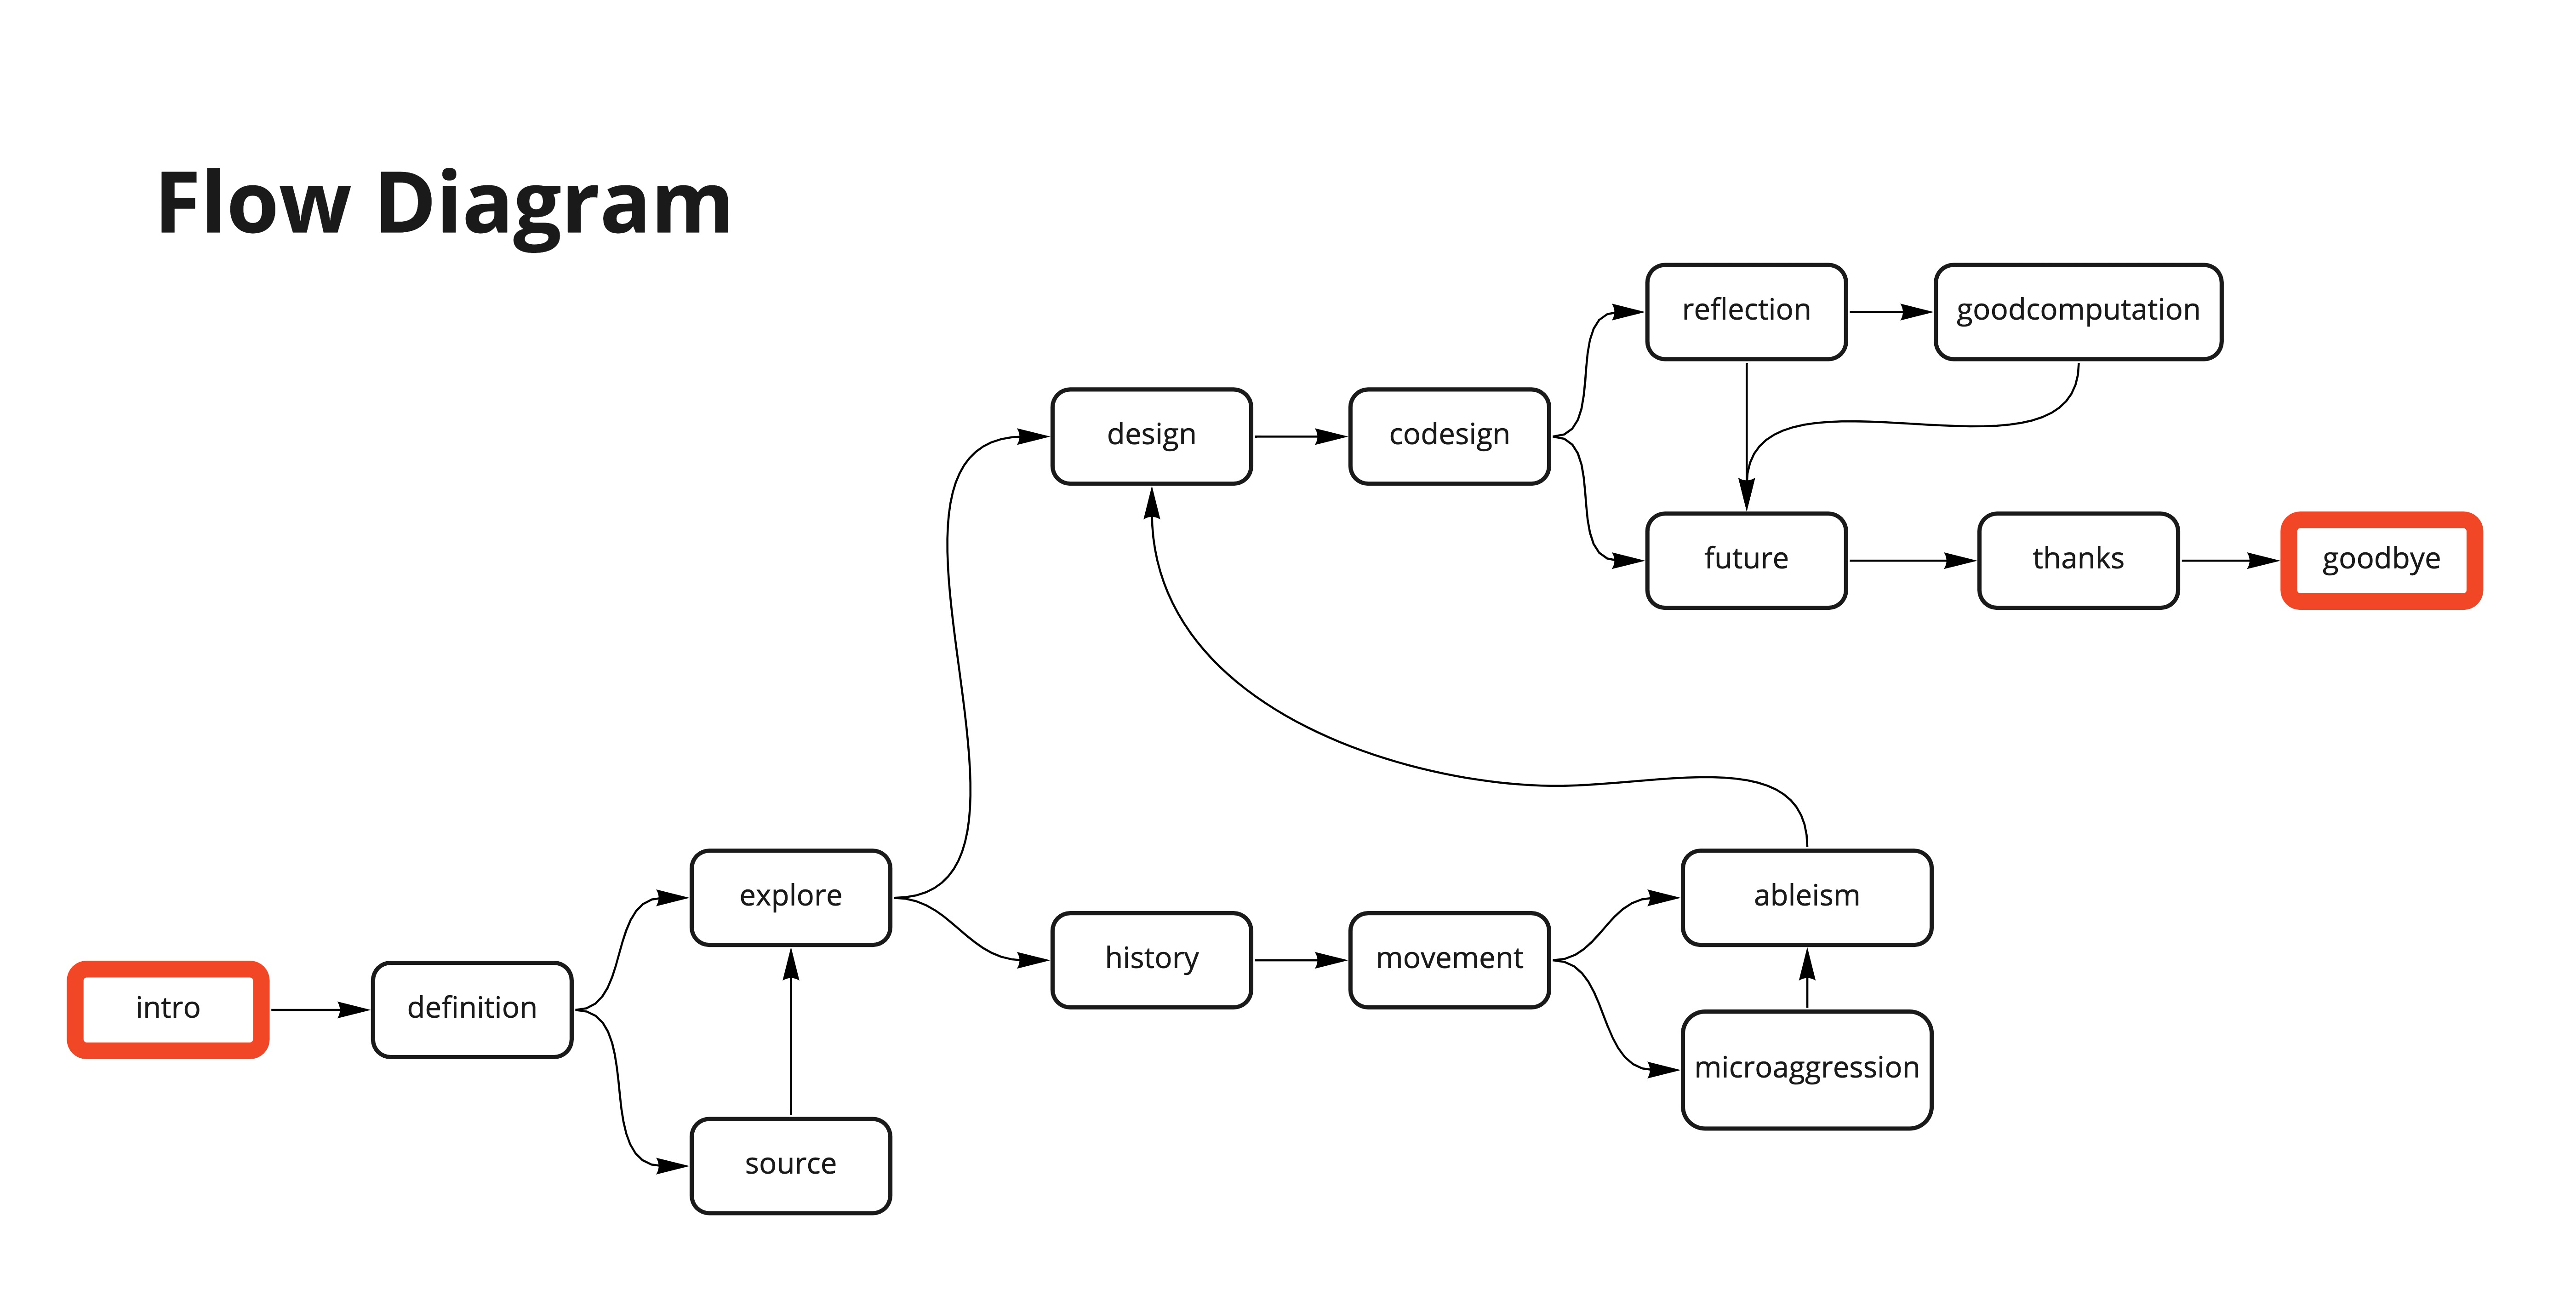 Flow Diagram
reflection
goodcomputation
design
codesign
future
thanks
goodbye
explore
ableism
history
movement
intro
definition
microaggression
source